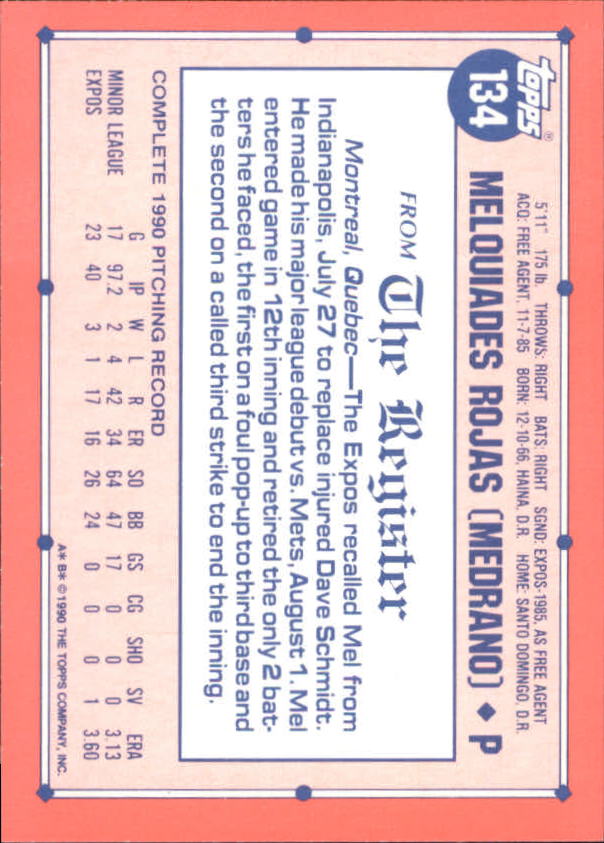 topps®
134
5'11" 175 lb. THROWS: RIGHT BATS: RIGHT SGND: EXPOS-1985, AS FREE AGENT
ACQ: FREE AGENT, 11-7-85 BORN: 12-10-66, HAINA, D.R. HOME: SANTO DOMINGO, D.R.
MELQUIADES ROJAS (MEDRANO) ◆ P
FROM The Register
Montreal, Quebec—The Expos recalled Mel from
Indianapolis, July 27 to replace injured Dave Schmidt.
He made his major league debut vs. Mets, August 1. Mel
entered game in 12th inning and retired the only 2 bat-
ters he faced, the first on a foul pop-up to third base and
the second on a called third strike to end the inning.
COMPLETE 1990 PITCHING RECORD
G IP W L R ER SO BB GS CG SHO SV ERA
MINOR LEAGUE 17 97.2 2 4 42 34 64 47 17 0 0 0 3.13
EXPOS 23 40 3 1 17 16 26 24 0 0 0 1 3.60
A* B* © 1990 THE TOPPS COMPANY, INC.